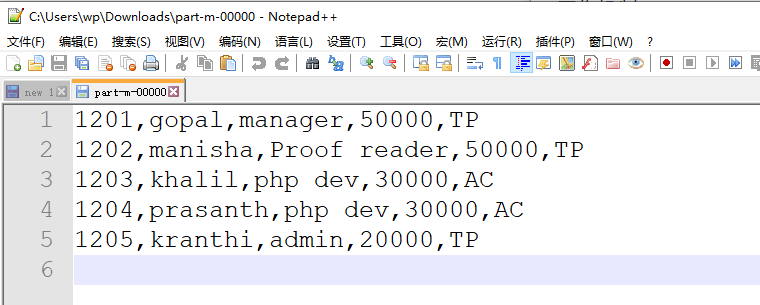 C:\Users\wp\Downloads\part-m-00000 - Notepad++
文件(F) 编辑(E) 搜索(S) 视图(V) 编码(N) 语言(L) 设置(T) 工具(O) 宏(M) 运行(R) 插件(P) 窗口(W) ?
new 1 part-m-00000
1 1201,gopal,manager,50000,TP
2 1202,manisha,Proof reader,50000,TP
3 1203,khalil,php dev,30000,AC
4 1204,prasanth,php dev,30000,AC
5 1205,kranthi,admin,20000,TP
6